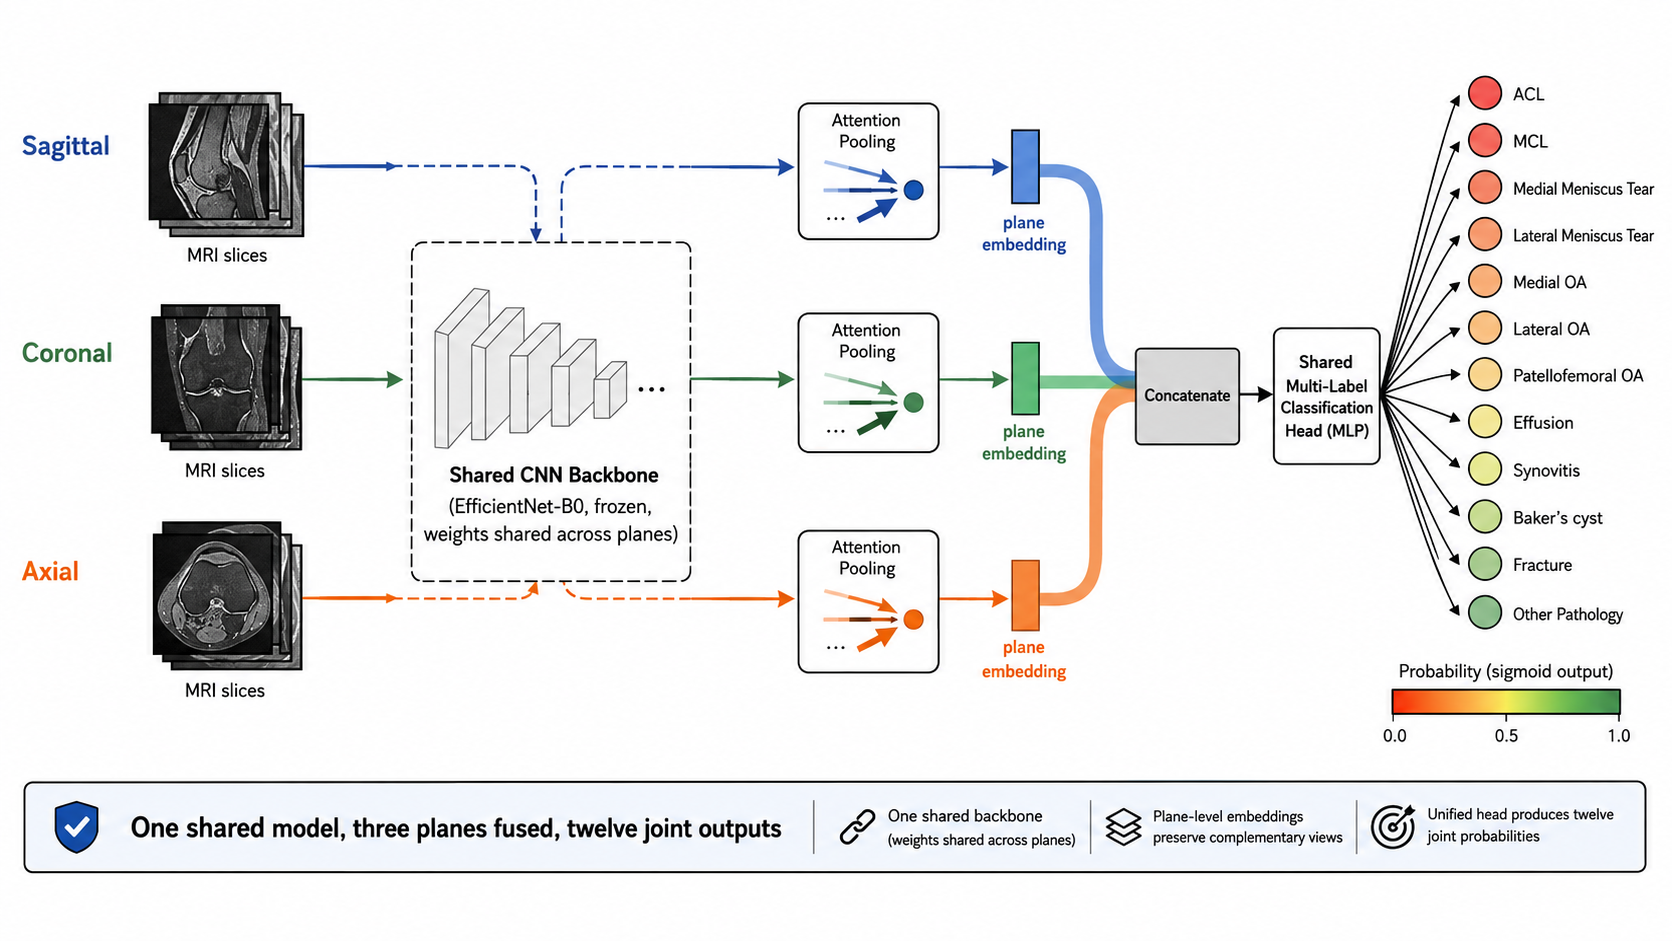 Sagittal
MRI slices
Coronal
MRI slices
Axial
MRI slices
...
Shared CNN Backbone
(EfficientNet-B0, frozen,
weights shared across planes)
Attention
Pooling
...
plane
embedding
Attention
Pooling
...
plane
embedding
Attention
Pooling
...
plane
embedding
Concatenate
Shared
Multi-Label
Classification
Head (MLP)
ACL
MCL
Medial Meniscus Tear
Lateral Meniscus Tear
Medial OA
Lateral OA
Patellofemoral OA
Effusion
Synovitis
Baker's cyst
Fracture
Other Pathology
Probability (sigmoid output)
0.0 0.5 1.0
One shared model, three planes fused, twelve joint outputs
One shared backbone
(weights shared across planes)
Plane-level embeddings
preserve complementary views
Unified head produces twelve
joint probabilities